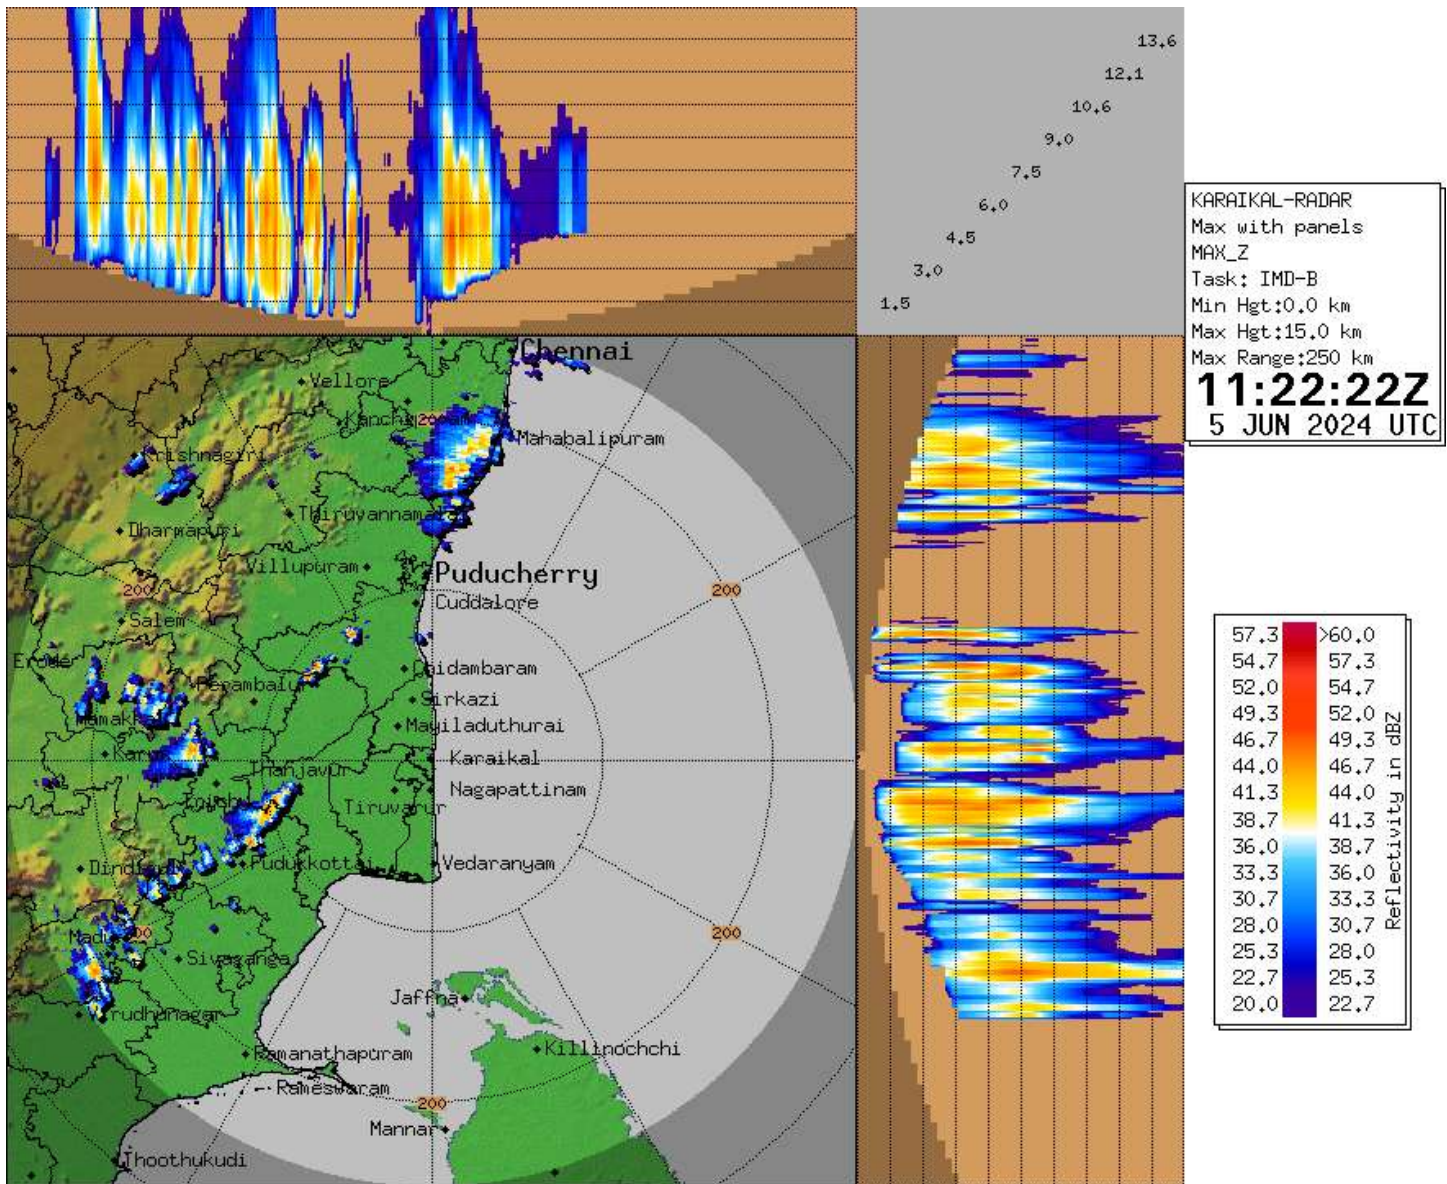 13.6
12.1
10.6
9.0
7.5
6.0
4.5
3.0
1.5
KARAIKAL-RADAR
Max with panels
MAX_Z
Task: IMD-B
Min Hgt:0.0 km
Max Hgt:15.0 km
Max Range:250 km
11:22:22Z
5 JUN 2024 UTC
Chennai
Vellore
200
Mahabalipuram
Krishnagiri
Dharmapuri
Villupuram
Puducherry
200
200
Cuddalore
Salem
Chidambaram
Perambalur
Sirkazi
Mayiladuthurai
Karaikal
Thanjavur
Nagapattinam
Tiruvarur
Pudukkottai
Vedaranyam
200
Sivaganga
Jaffna
Killinochchi
Ramanathapuram
Rameswaram
200
Mannar
Thoothukudi
57.3 >60.0
54.7 57.3
52.0 54.7
49.3 52.0
46.7 49.3
44.0 46.7
41.3 44.0
38.7 41.3
36.0 38.7
33.3 36.0
30.7 33.3
28.0 30.7
25.3 28.0
22.7 25.3
20.0 22.7
Reflectivity in dBZ